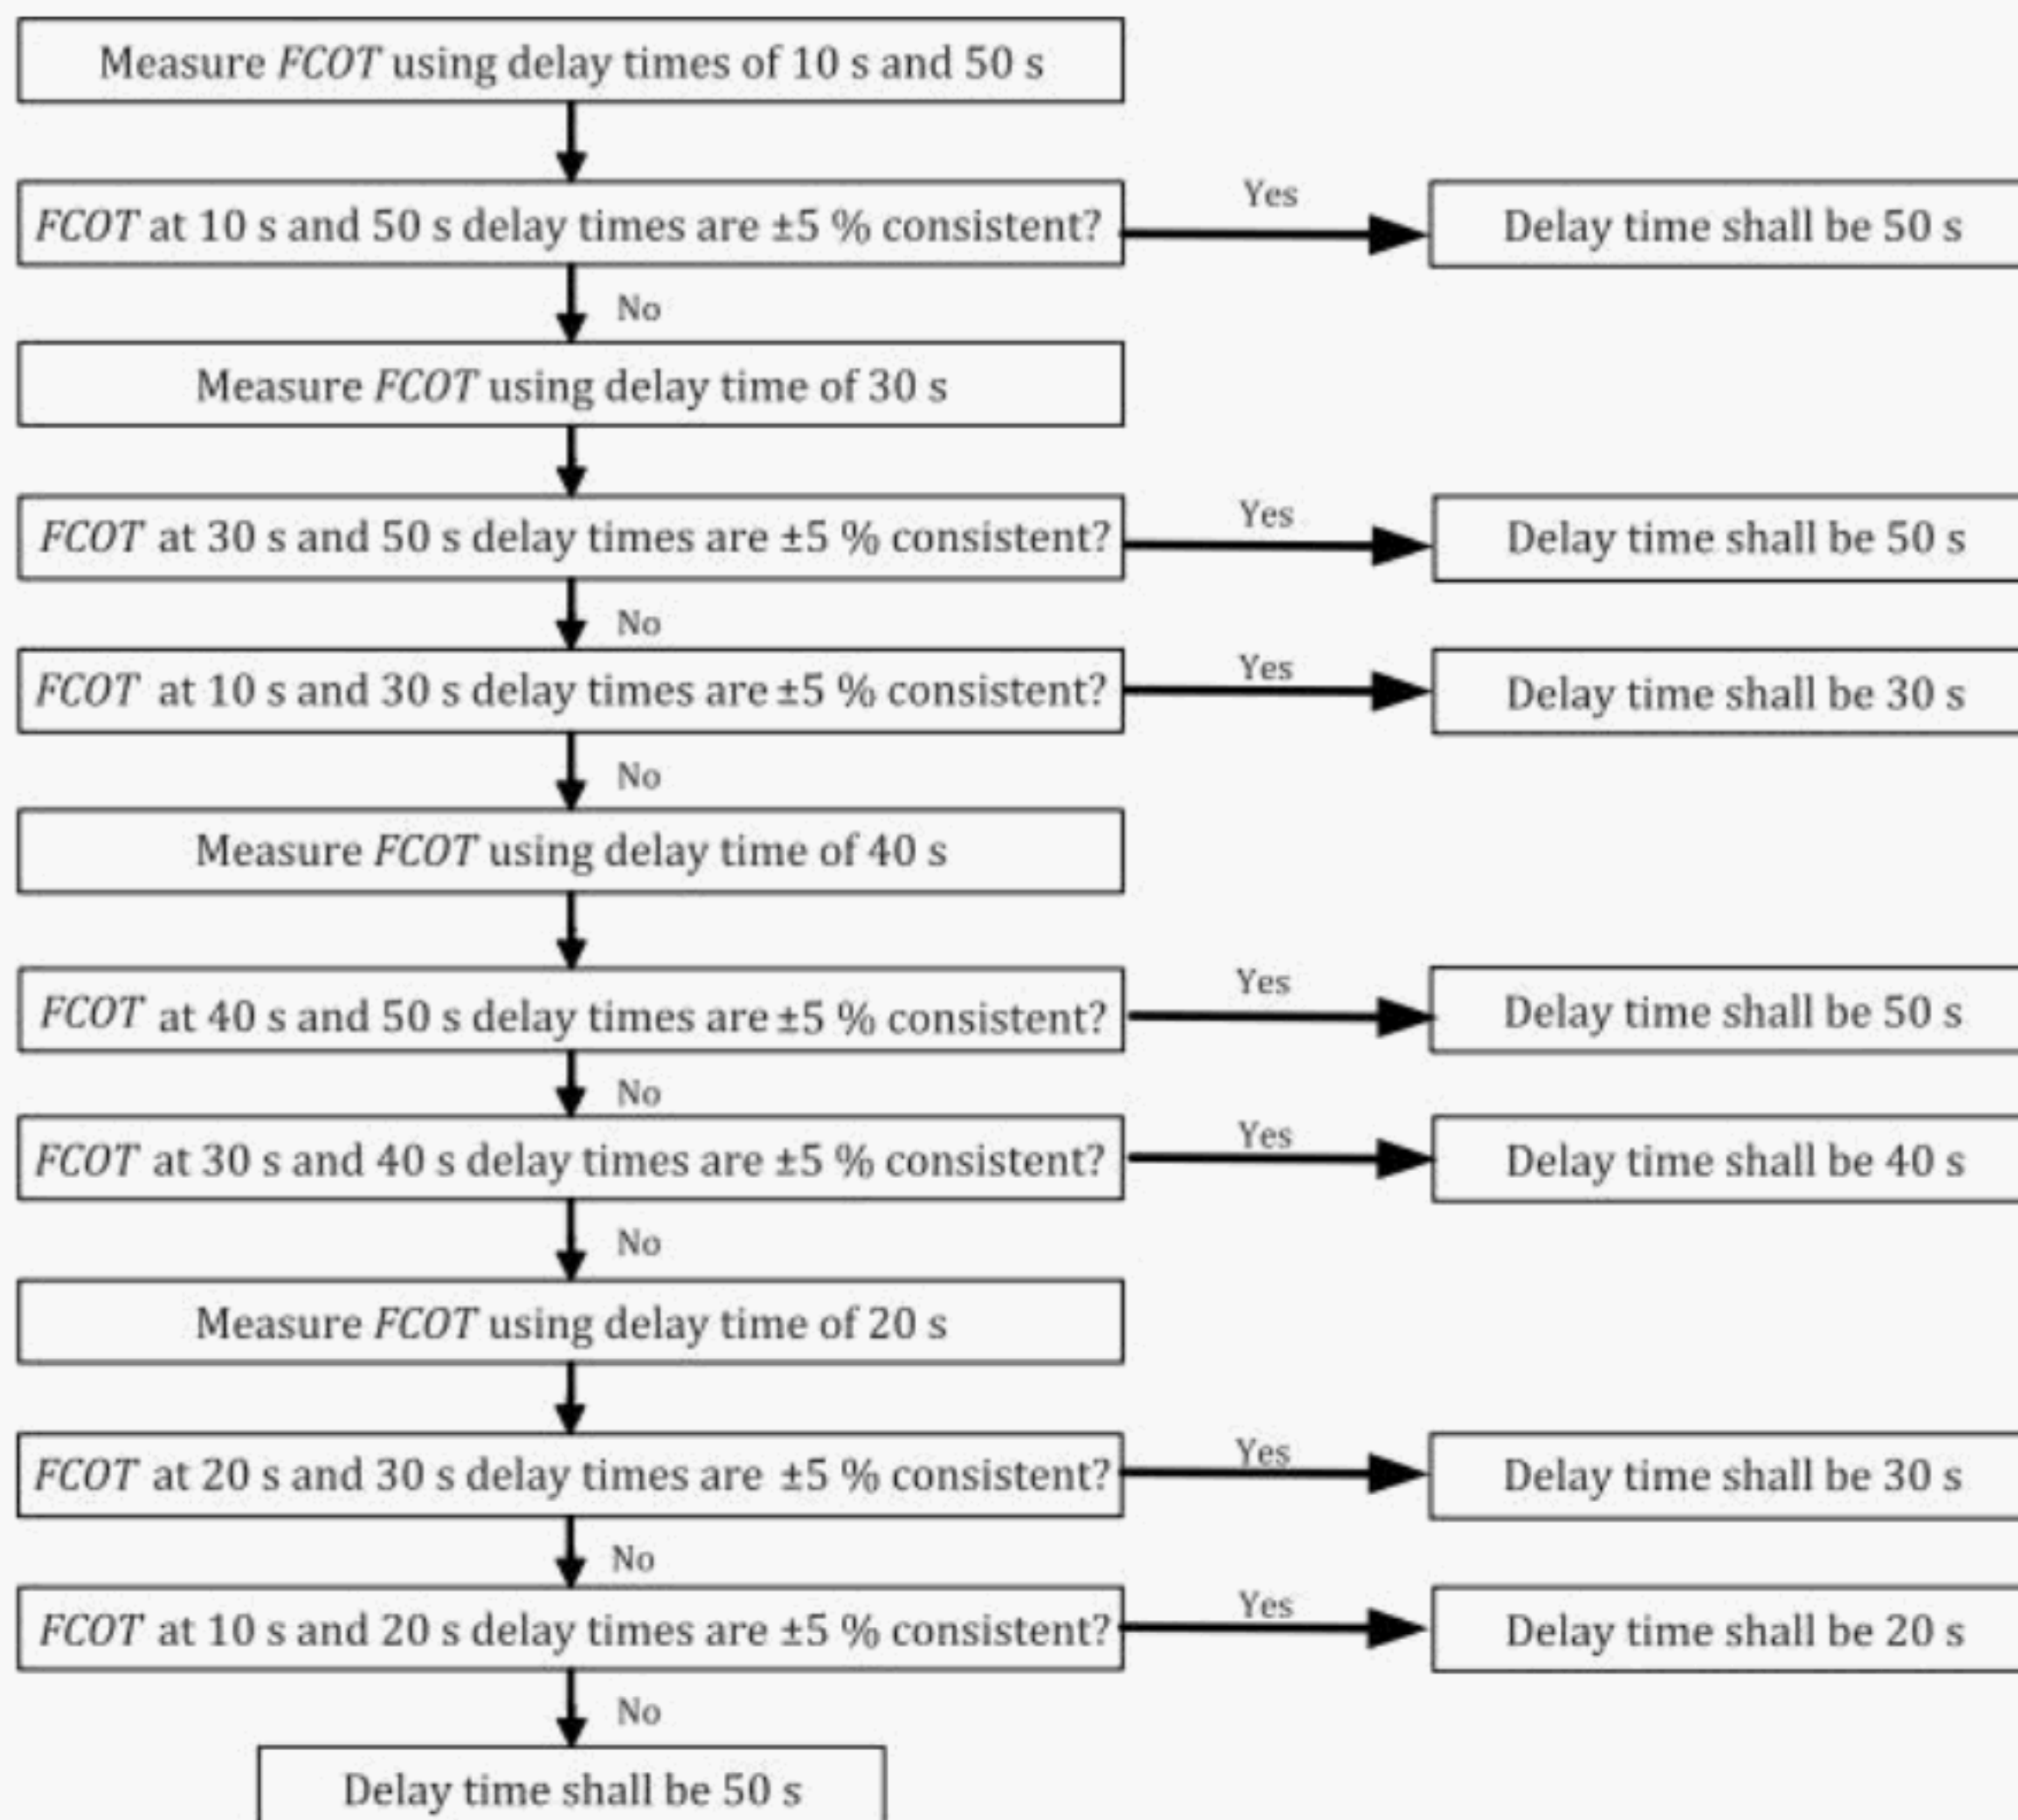 Measure FCOT using delay times of 10 s and 50 s
FCOT at 10 s and 50 s delay times are ±5 % consistent?
Yes
Delay time shall be 50 s
No
Measure FCOT using delay time of 30 s
FCOT at 30 s and 50 s delay times are ±5 % consistent?
Yes
Delay time shall be 50 s
No
FCOT at 10 s and 30 s delay times are ±5 % consistent?
Yes
Delay time shall be 30 s
No
Measure FCOT using delay time of 40 s
FCOT at 40 s and 50 s delay times are ±5 % consistent?
Yes
Delay time shall be 50 s
No
FCOT at 30 s and 40 s delay times are ±5 % consistent?
Yes
Delay time shall be 40 s
No
Measure FCOT using delay time of 20 s
FCOT at 20 s and 30 s delay times are ±5 % consistent?
Yes
Delay time shall be 30 s
No
FCOT at 10 s and 20 s delay times are ±5 % consistent?
Yes
Delay time shall be 20 s
No
Delay time shall be 50 s